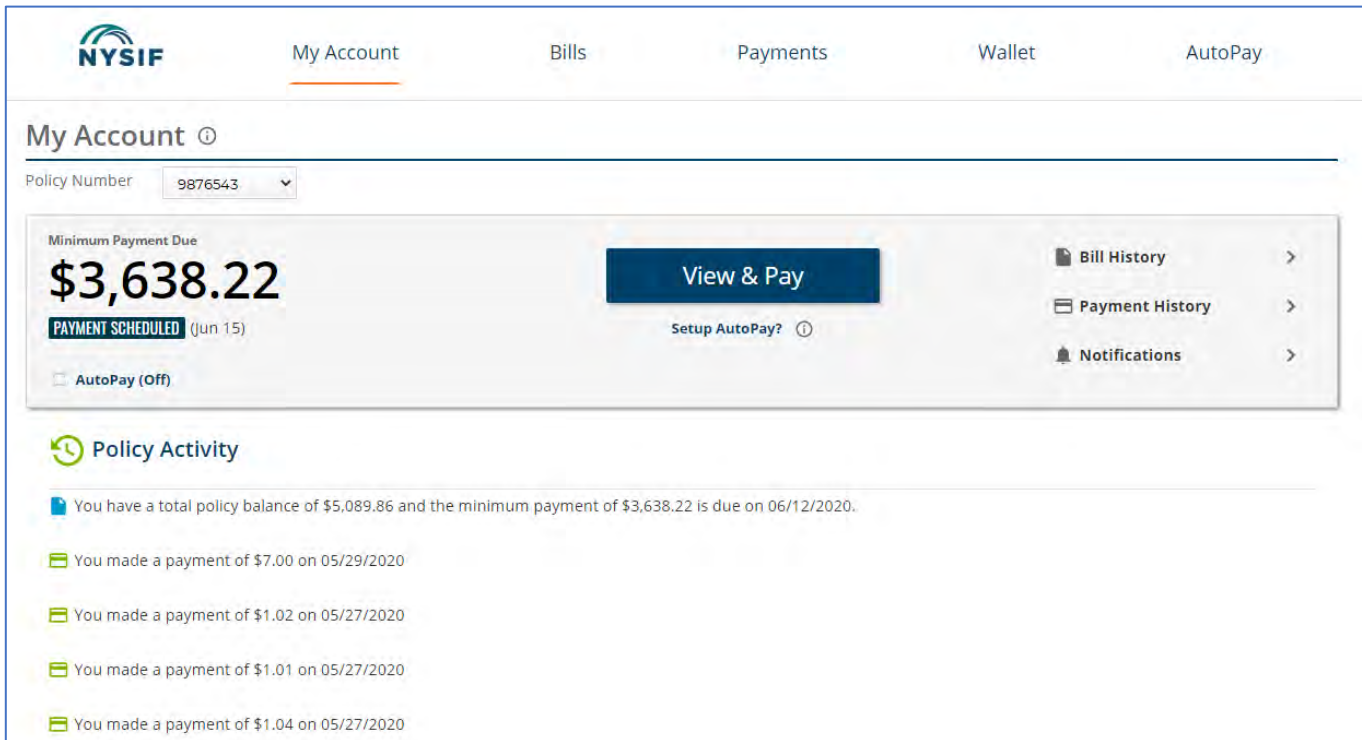 NYSIF My Account Bills Payments Wallet AutoPay
My Account
Policy Number 9876543
Minimum Payment Due
$3,638.22
PAYMENT SCHEDULED (Jun 15)
AutoPay (Off)
View & Pay
Setup AutoPay?
Bill History
Payment History
Notifications
Policy Activity
You have a total policy balance of $5,089.86 and the minimum payment of $3,638.22 is due on 06/12/2020.
You made a payment of $7.00 on 05/29/2020
You made a payment of $1.02 on 05/27/2020
You made a payment of $1.01 on 05/27/2020
You made a payment of $1.04 on 05/27/2020